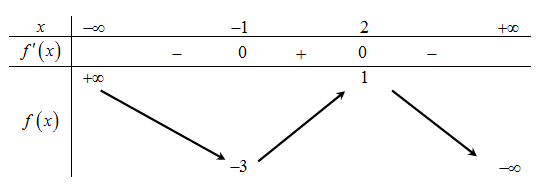 x −∞ −1 2 +∞
f′(x) − 0 + 0 −
+∞ 1
f(x)
−3 −∞